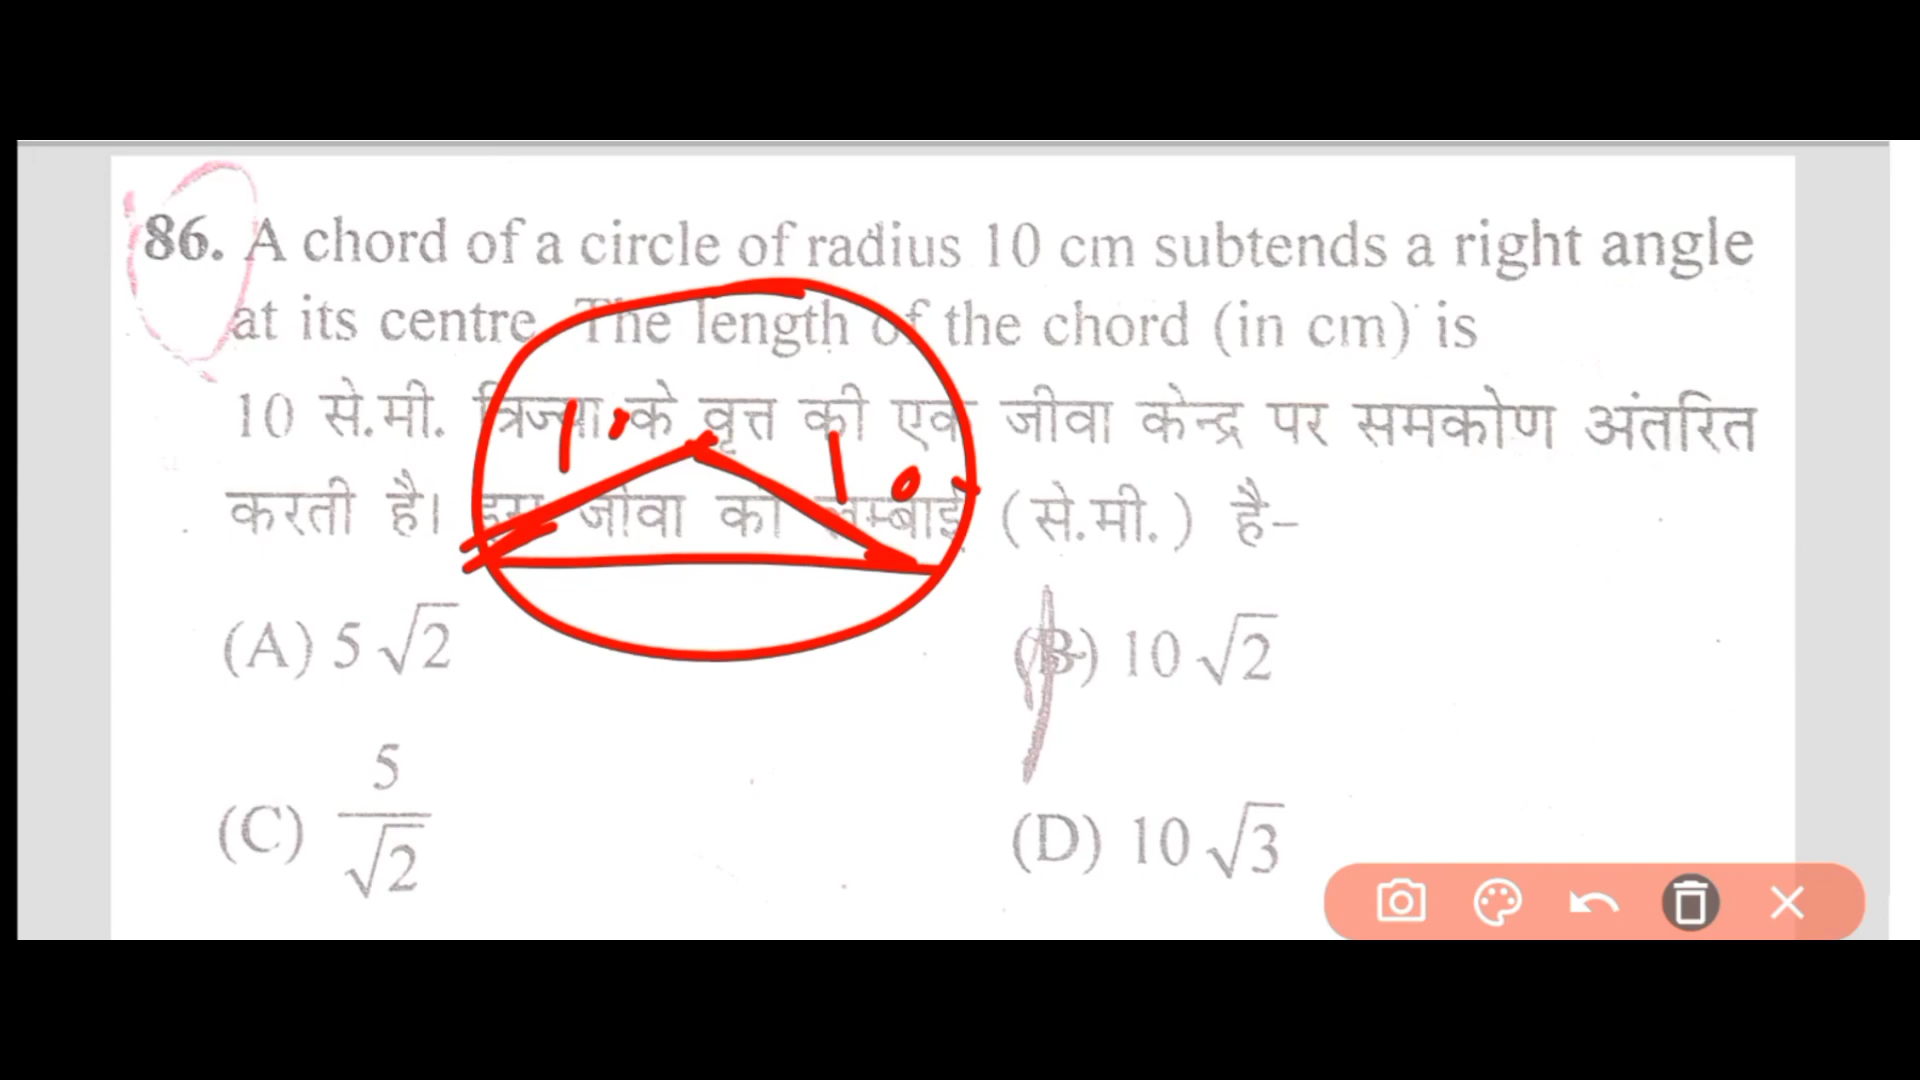 86. A chord of a circle of radius 10 cm subtends a right angle
at its centre. The length of the chord (in cm) is
10 से.मी. त्रिज्या के वृत्त की एक जीवा केन्द्र पर समकोण अंतरित
करती है। इस जीवा की लम्बाई (से.मी.) है–
(A) 5 √2
(B) 10 √2
(C) 5/√2
(D) 10 √3
10
10